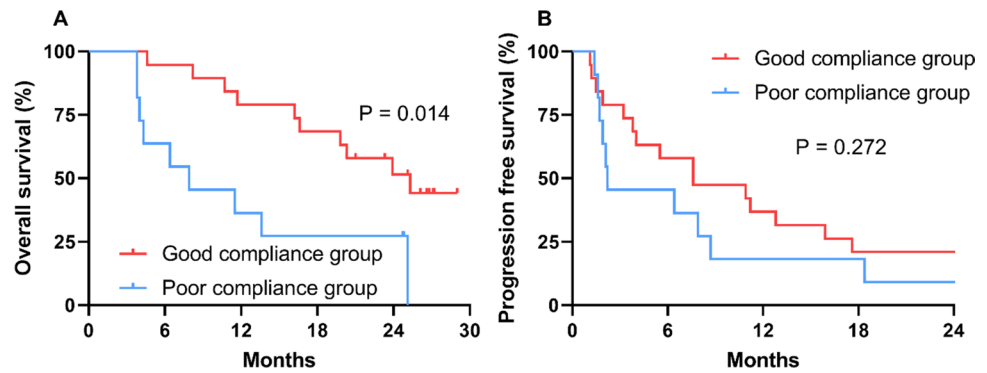 A
Overall survival (%)
100
75
50
25
0
P = 0.014
Good compliance group
Poor compliance group
0 6 12 18 24 30
Months
B
Progression free survival (%)
100
75
50
25
0
Good compliance group
Poor compliance group
P = 0.272
0 6 12 18 24
Months